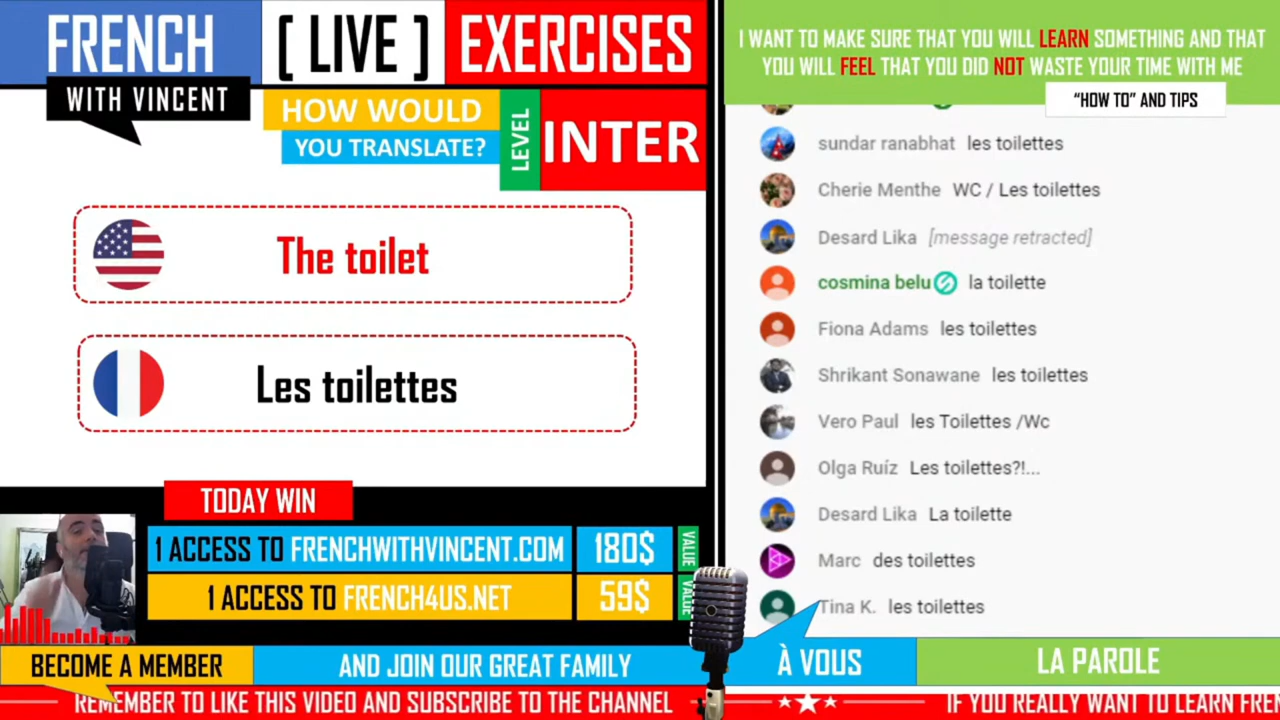 FRENCH
WITH VINCENT
[ LIVE ]
EXERCISES
HOW WOULD
YOU TRANSLATE?
LEVEL
INTER
The toilet
Les toilettes
TODAY WIN
1 ACCESS TO FRENCHWITHVINCENT.COM
180$
VALUE
1 ACCESS TO FRENCH4US.NET
59$
VALUE
BECOME A MEMBER
AND JOIN OUR GREAT FAMILY
I WANT TO MAKE SURE THAT YOU WILL LEARN SOMETHING AND THAT
YOU WILL FEEL THAT YOU DID NOT WASTE YOUR TIME WITH ME
“HOW TO” AND TIPS
sundar ranabhat les toilettes
Cherie Menthe WC / Les toilettes
Desard Lika [message retracted]
cosmina belu la toilette
Fiona Adams les toilettes
Shrikant Sonawane les toilettes
Vero Paul les Toilettes /Wc
Olga Ruíz Les toilettes?!...
Desard Lika La toilette
Marc des toilettes
Tina K. les toilettes
À VOUS
LA PAROLE
REMEMBER TO LIKE THIS VIDEO AND SUBSCRIBE TO THE CHANNEL
IF YOU REALLY WANT TO LEARN FREN